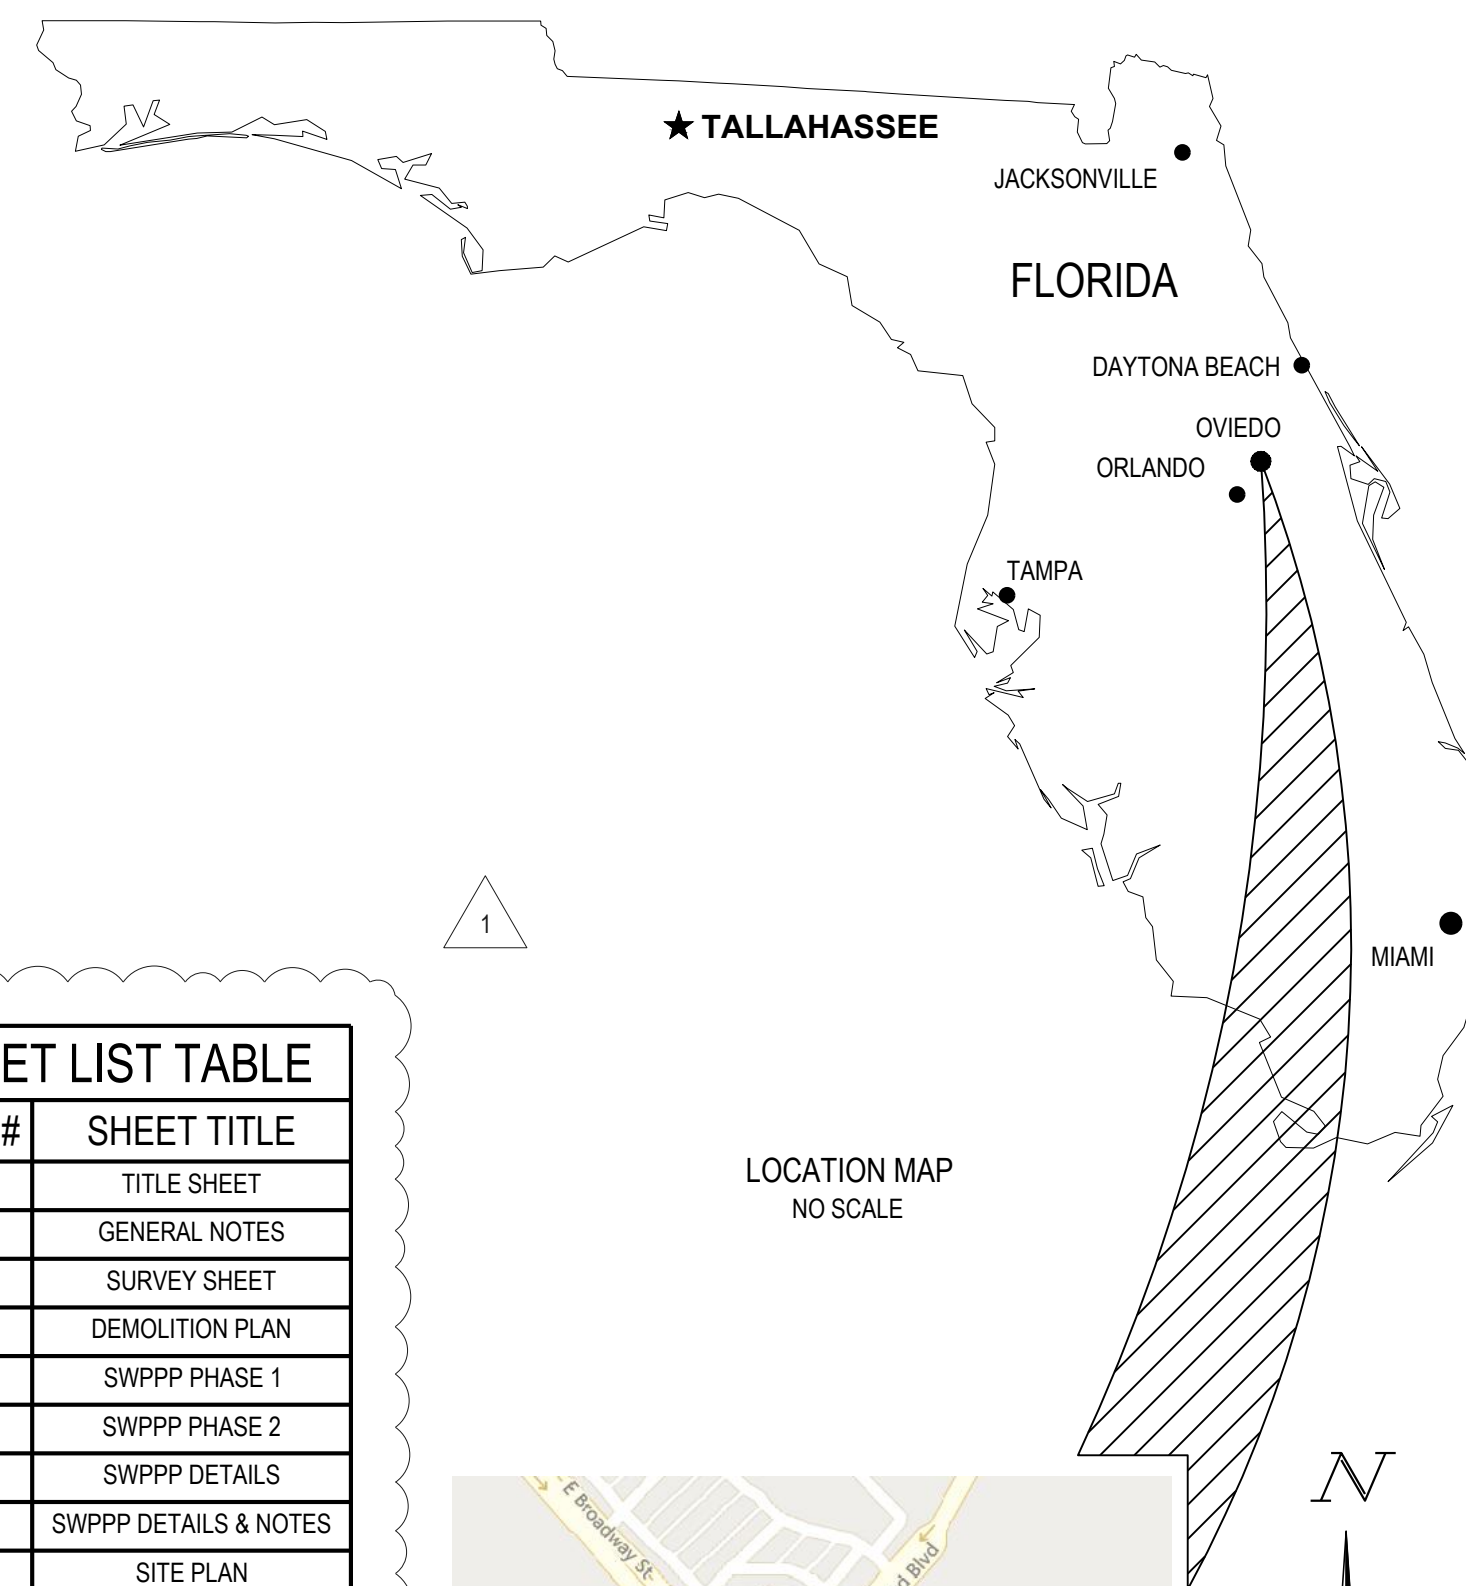 ★ TALLAHASSEE
JACKSONVILLE
FLORIDA
DAYTONA BEACH
OVIEDO
ORLANDO
TAMPA
1
MIAMI
ET LIST TABLE
# SHEET TITLE
TITLE SHEET
GENERAL NOTES
SURVEY SHEET
DEMOLITION PLAN
SWPPP PHASE 1
SWPPP PHASE 2
SWPPP DETAILS
SWPPP DETAILS & NOTES
SITE PLAN
LOCATION MAP
NO SCALE
N
E Broadway St
d Blvd